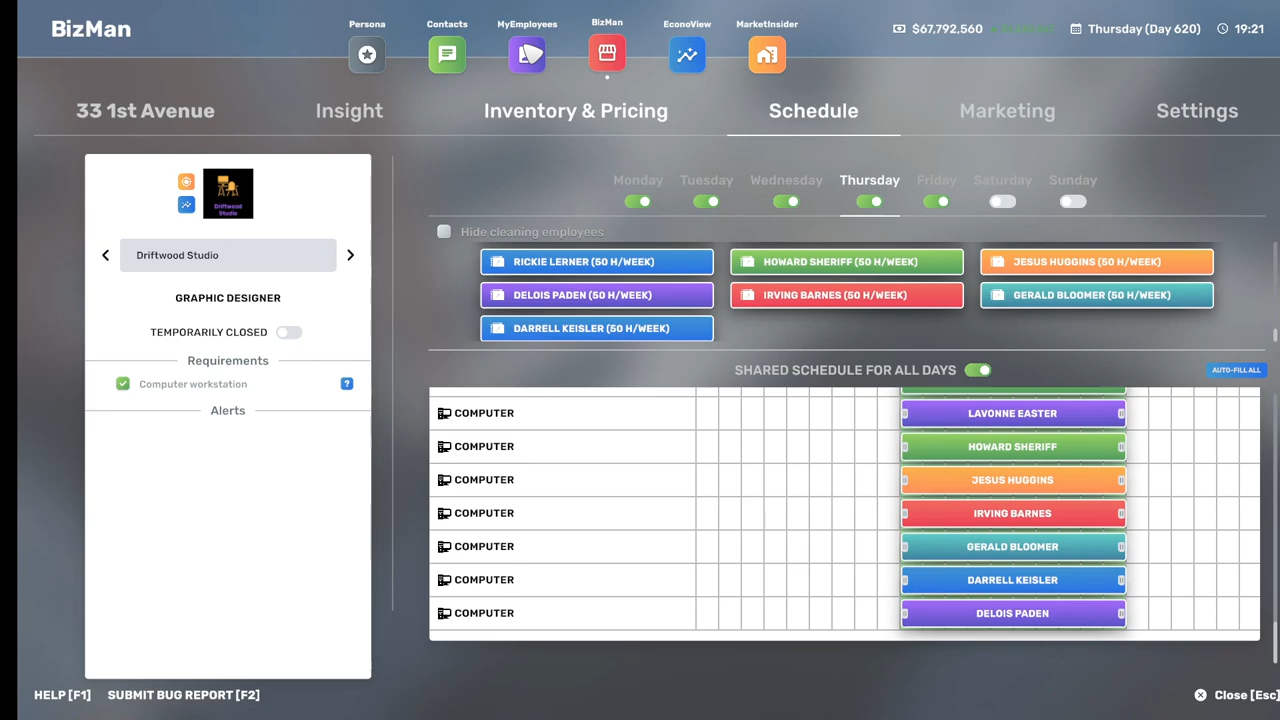 BizMan
Persona
Contacts
MyEmployees
BizMan
EconoView
MarketInsider
$67,792,560
Thursday (Day 620)
19:21
33 1st Avenue
Insight
Inventory & Pricing
Schedule
Marketing
Settings
Driftwood
Studio
Driftwood Studio
GRAPHIC DESIGNER
TEMPORARILY CLOSED
Requirements
Computer workstation
?
Alerts
Monday
Tuesday
Wednesday
Thursday
Friday
Saturday
Sunday
Hide cleaning employees
RICKIE LERNER (50 H/WEEK)
HOWARD SHERIFF (50 H/WEEK)
JESUS HUGGINS (50 H/WEEK)
DELOIS PADEN (50 H/WEEK)
IRVING BARNES (50 H/WEEK)
GERALD BLOOMER (50 H/WEEK)
DARRELL KEISLER (50 H/WEEK)
SHARED SCHEDULE FOR ALL DAYS
AUTO-FILL ALL
COMPUTER
LAVONNE EASTER
COMPUTER
HOWARD SHERIFF
COMPUTER
JESUS HUGGINS
COMPUTER
IRVING BARNES
COMPUTER
GERALD BLOOMER
COMPUTER
DARRELL KEISLER
COMPUTER
DELOIS PADEN
HELP [F1]
SUBMIT BUG REPORT [F2]
Close [Esc]